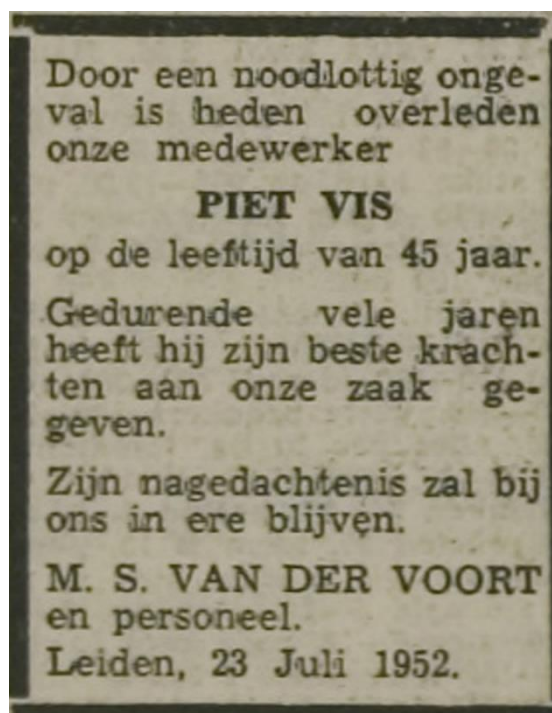 Door een noodlottig onge-
val is heden overleden
onze medewerker
PIET VIS
op de leeftijd van 45 jaar.
Gedurende vele jaren
heeft hij zijn beste krach-
ten aan onze zaak ge-
geven.
Zijn nagedachtenis zal bij
ons in ere blijven.
M. S. VAN DER VOORT
en personeel.
Leiden, 23 Juli 1952.